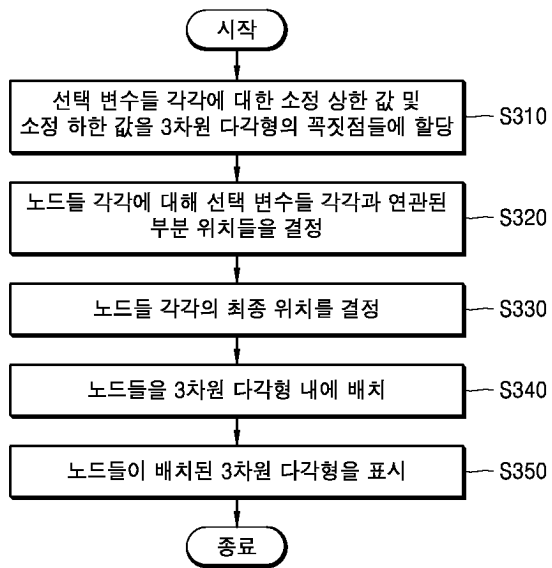 시작
선택 변수들 각각에 대한 소정 상한 값 및
소정 하한 값을 3차원 다각형의 꼭짓점들에 할당
S310
노드들 각각에 대해 선택 변수들 각각과 연관된
부분 위치들을 결정
S320
노드들 각각의 최종 위치를 결정
S330
노드들을 3차원 다각형 내에 배치
S340
노드들이 배치된 3차원 다각형을 표시
S350
종료